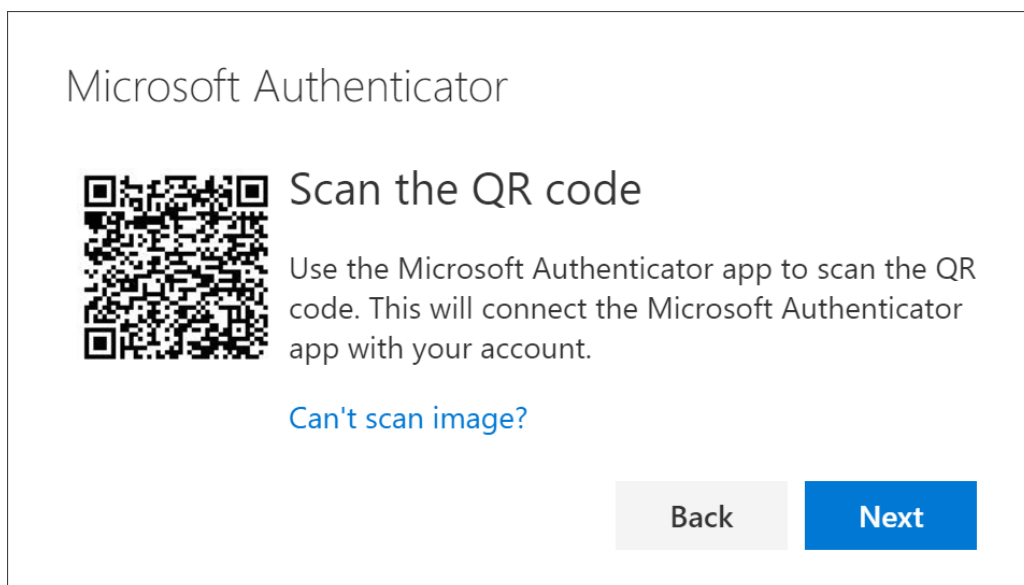 Microsoft Authenticator
Scan the QR code
Use the Microsoft Authenticator app to scan the QR
code. This will connect the Microsoft Authenticator
app with your account.
Can't scan image?
Back
Next